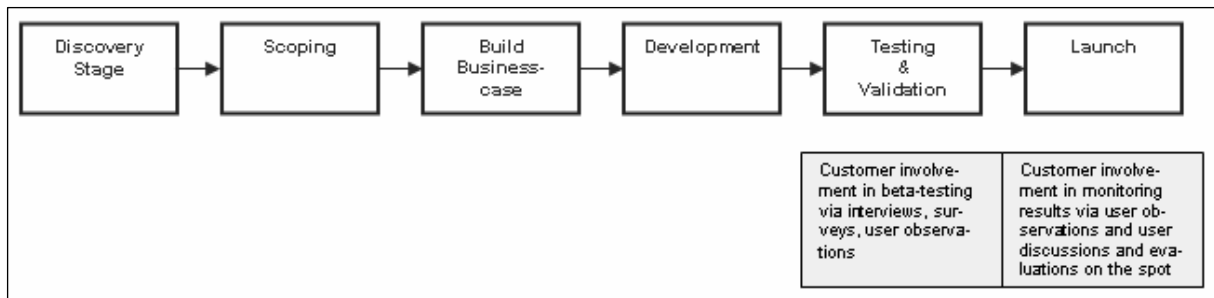 Discovery
Stage
Scoping
Build
Business-
case
Development
Testing
&
Validation
Launch
Customer involve-
ment in beta-testing
via interviews, sur-
veys, user observa-
tions
Customer involve-
ment in monitoring
results via user ob-
servations and user
discussions and eva-
luations on the spot